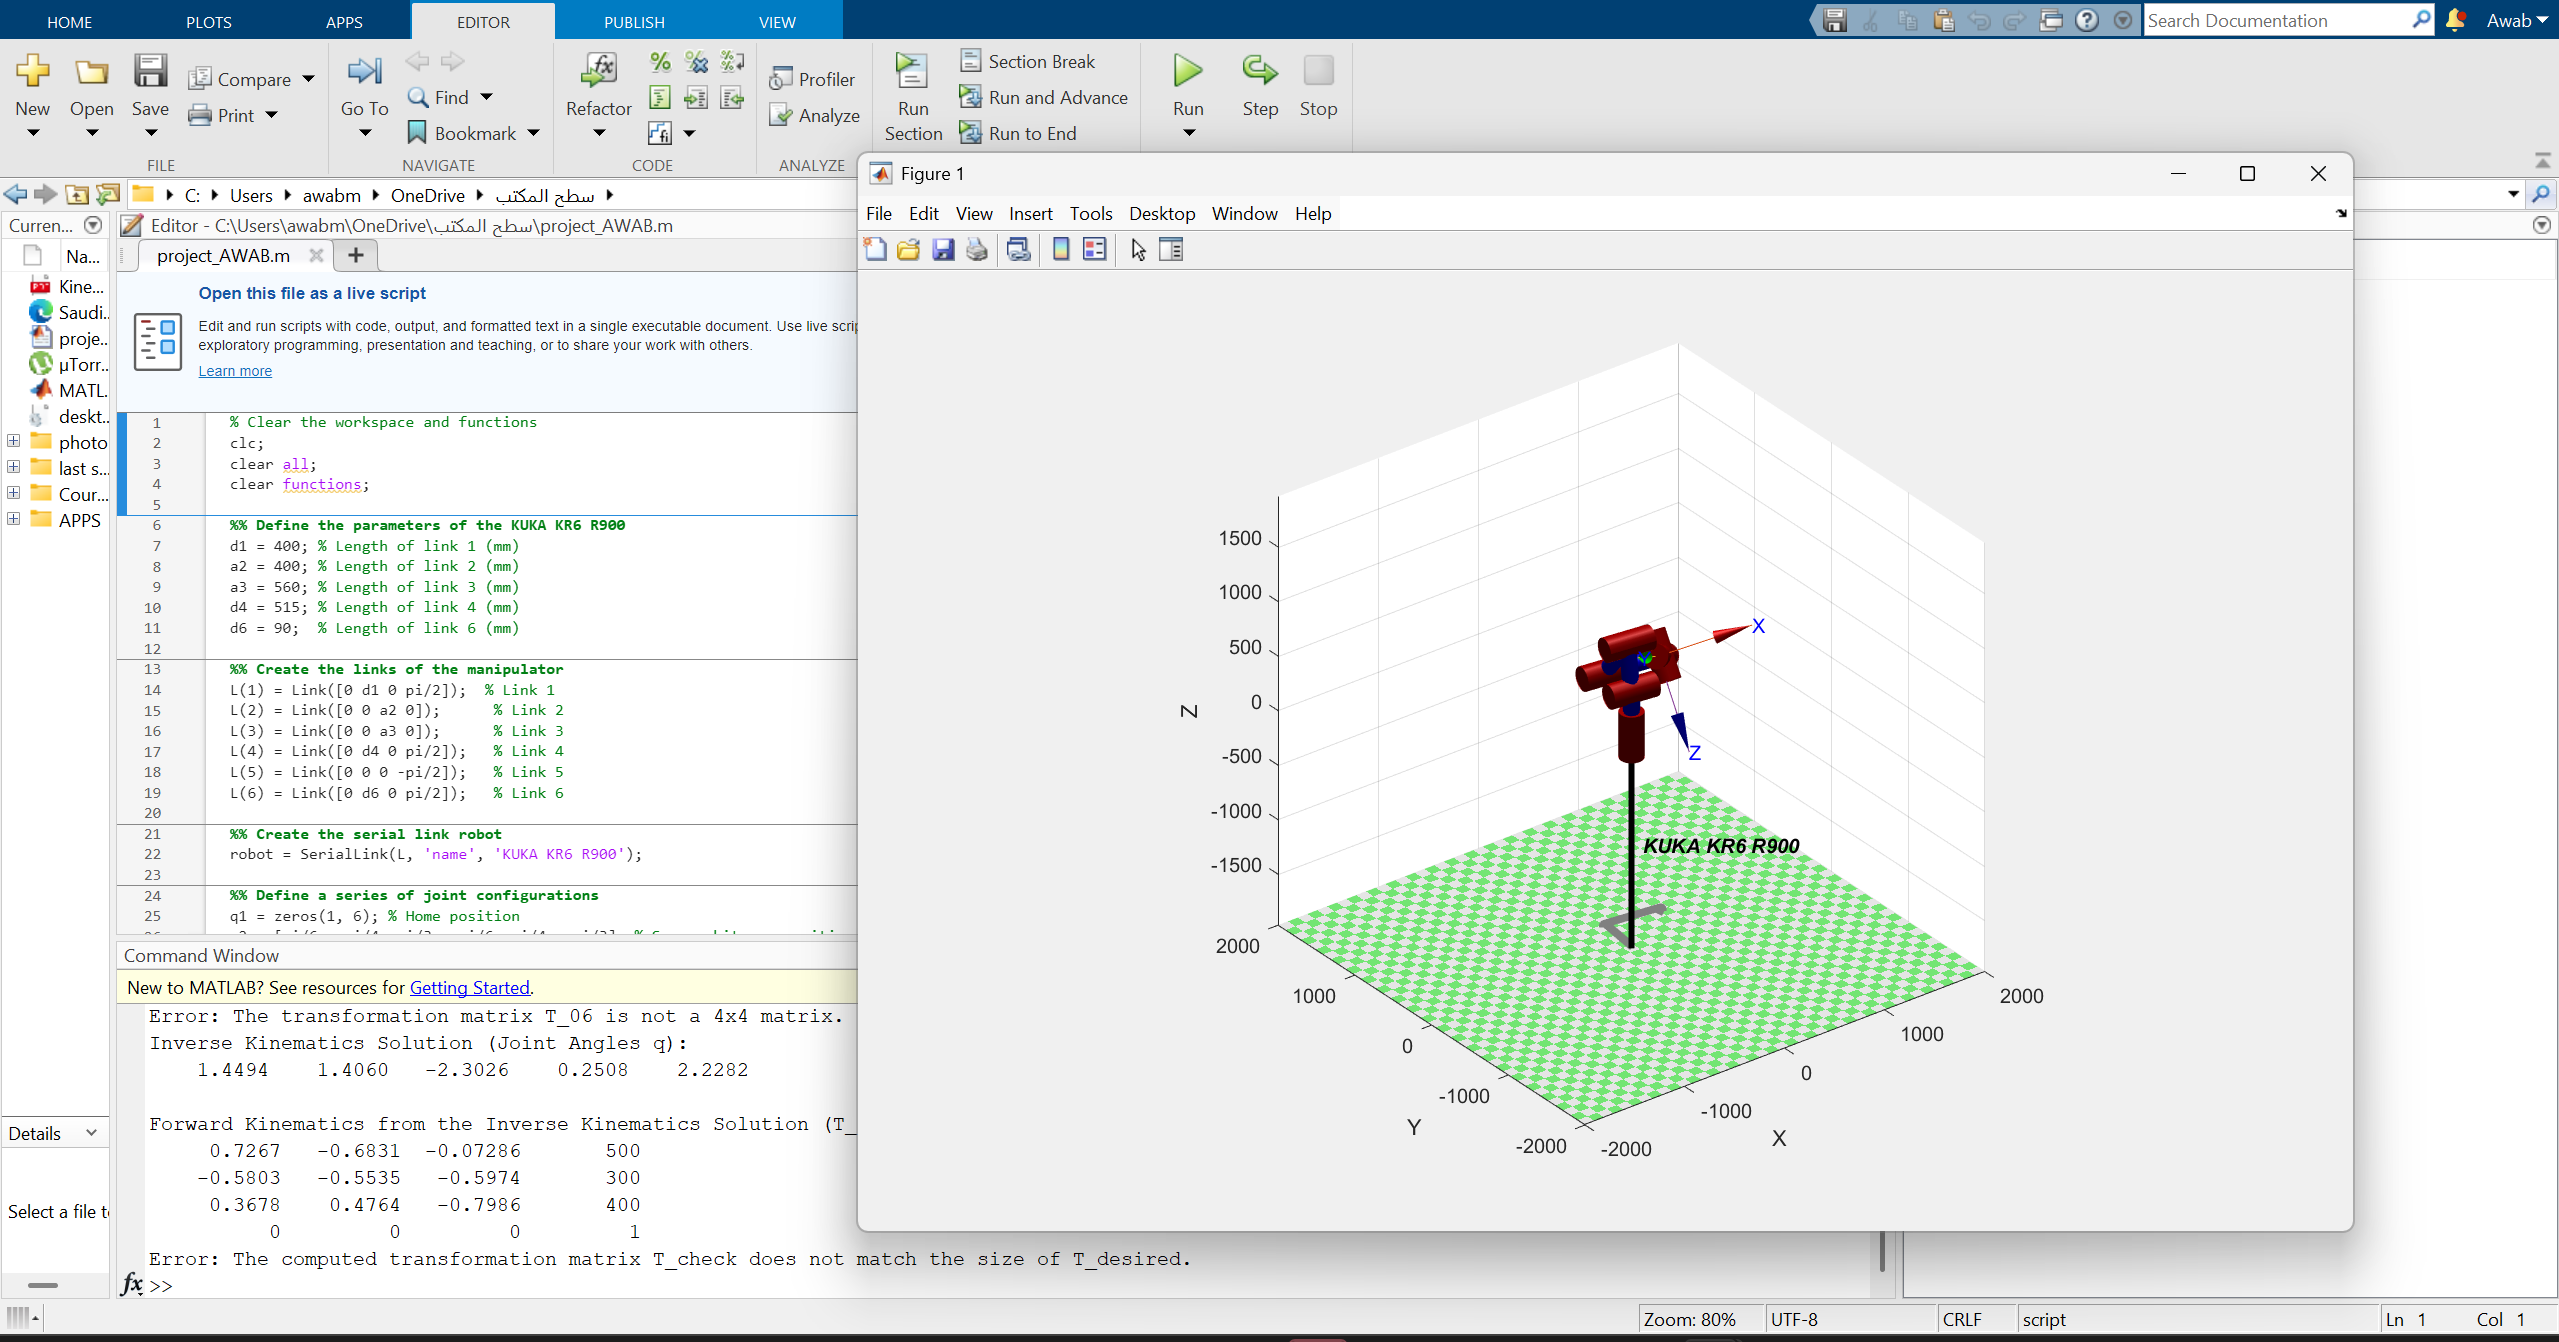 HOME PLOTS APPS EDITOR PUBLISH VIEW
Search Documentation
Awab
New
Open
Save
Compare
Print
FILE
Go To
Find
Bookmark
NAVIGATE
Refactor
CODE
Profiler
Analyze
ANALYZE
Run Section
Section Break
Run and Advance
Run to End
Run
Step
Stop
C: Users awabm OneDrive سطح المكتب
Curren...
Editor - C:\Users\awabm\OneDrive\سطح المكتب\project_AWAB.m
project_AWAB.m
Na...
Kine...
Saudi..
proje..
µTorr..
MATL.
deskt..
photo
last s...
Cour...
APPS
Details
Select a file t
Open this file as a live script
Edit and run scripts with code, output, and formatted text in a single executable document. Use live scrip
exploratory programming, presentation and teaching, or to share your work with others.
Learn more
1 % Clear the workspace and functions
2 clc;
3 clear all;
4 clear functions;
5
6 %% Define the parameters of the KUKA KR6 R900
7 d1 = 400; % Length of link 1 (mm)
8 a2 = 400; % Length of link 2 (mm)
9 a3 = 560; % Length of link 3 (mm)
10 d4 = 515; % Length of link 4 (mm)
11 d6 = 90; % Length of link 6 (mm)
12
13 %% Create the links of the manipulator
14 L(1) = Link([0 d1 0 pi/2]); % Link 1
15 L(2) = Link([0 0 a2 0]); % Link 2
16 L(3) = Link([0 0 a3 0]); % Link 3
17 L(4) = Link([0 d4 0 pi/2]); % Link 4
18 L(5) = Link([0 0 0 -pi/2]); % Link 5
19 L(6) = Link([0 d6 0 pi/2]); % Link 6
20
21 %% Create the serial link robot
22 robot = SerialLink(L, 'name', 'KUKA KR6 R900');
23
24 %% Define a series of joint configurations
25 q1 = zeros(1, 6); % Home position
Command Window
New to MATLAB? See resources for Getting Started.
Error: The transformation matrix T_06 is not a 4x4 matrix.
Inverse Kinematics Solution (Joint Angles q):
1.4494 1.4060 -2.3026 0.2508 2.2282
Forward Kinematics from the Inverse Kinematics Solution (T_
0.7267 -0.6831 -0.07286 500
-0.5803 -0.5535 -0.5974 300
0.3678 0.4764 -0.7986 400
0 0 0 1
Error: The computed transformation matrix T_check does not match the size of T_desired.
fx >>
Figure 1
File Edit View Insert Tools Desktop Window Help
1500
1000
500
0
-500
-1000
-1500
Z
X
Z
KUKA KR6 R900
2000
1000
0
-1000
-2000
Y
-2000
-1000
0
1000
2000
X
Zoom: 80% UTF-8 CRLF script Ln 1 Col 1